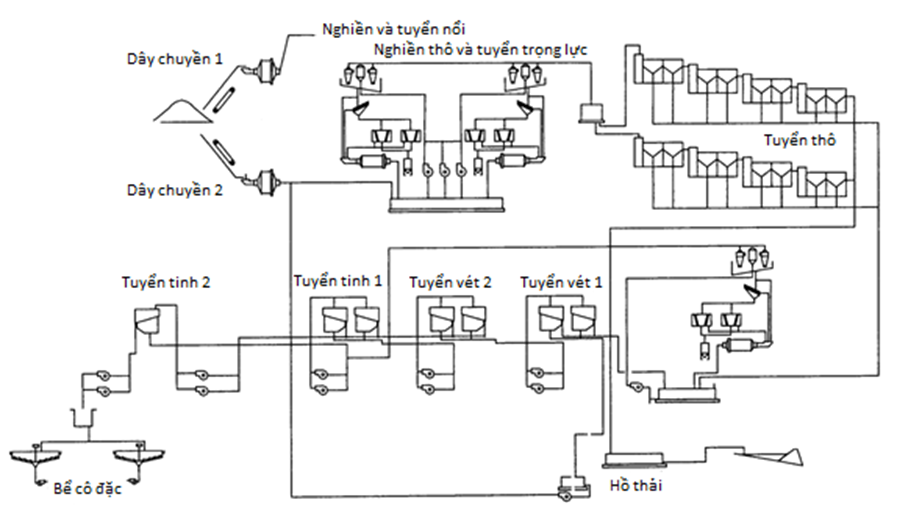 Nghiền và tuyển nổi
Nghiền thô và tuyển trọng lực
Dây chuyền 1
Tuyển thô
Dây chuyền 2
Tuyển tinh 2
Tuyển tinh 1
Tuyển vét 2
Tuyển vét 1
Bể cô đặc
Hồ thải